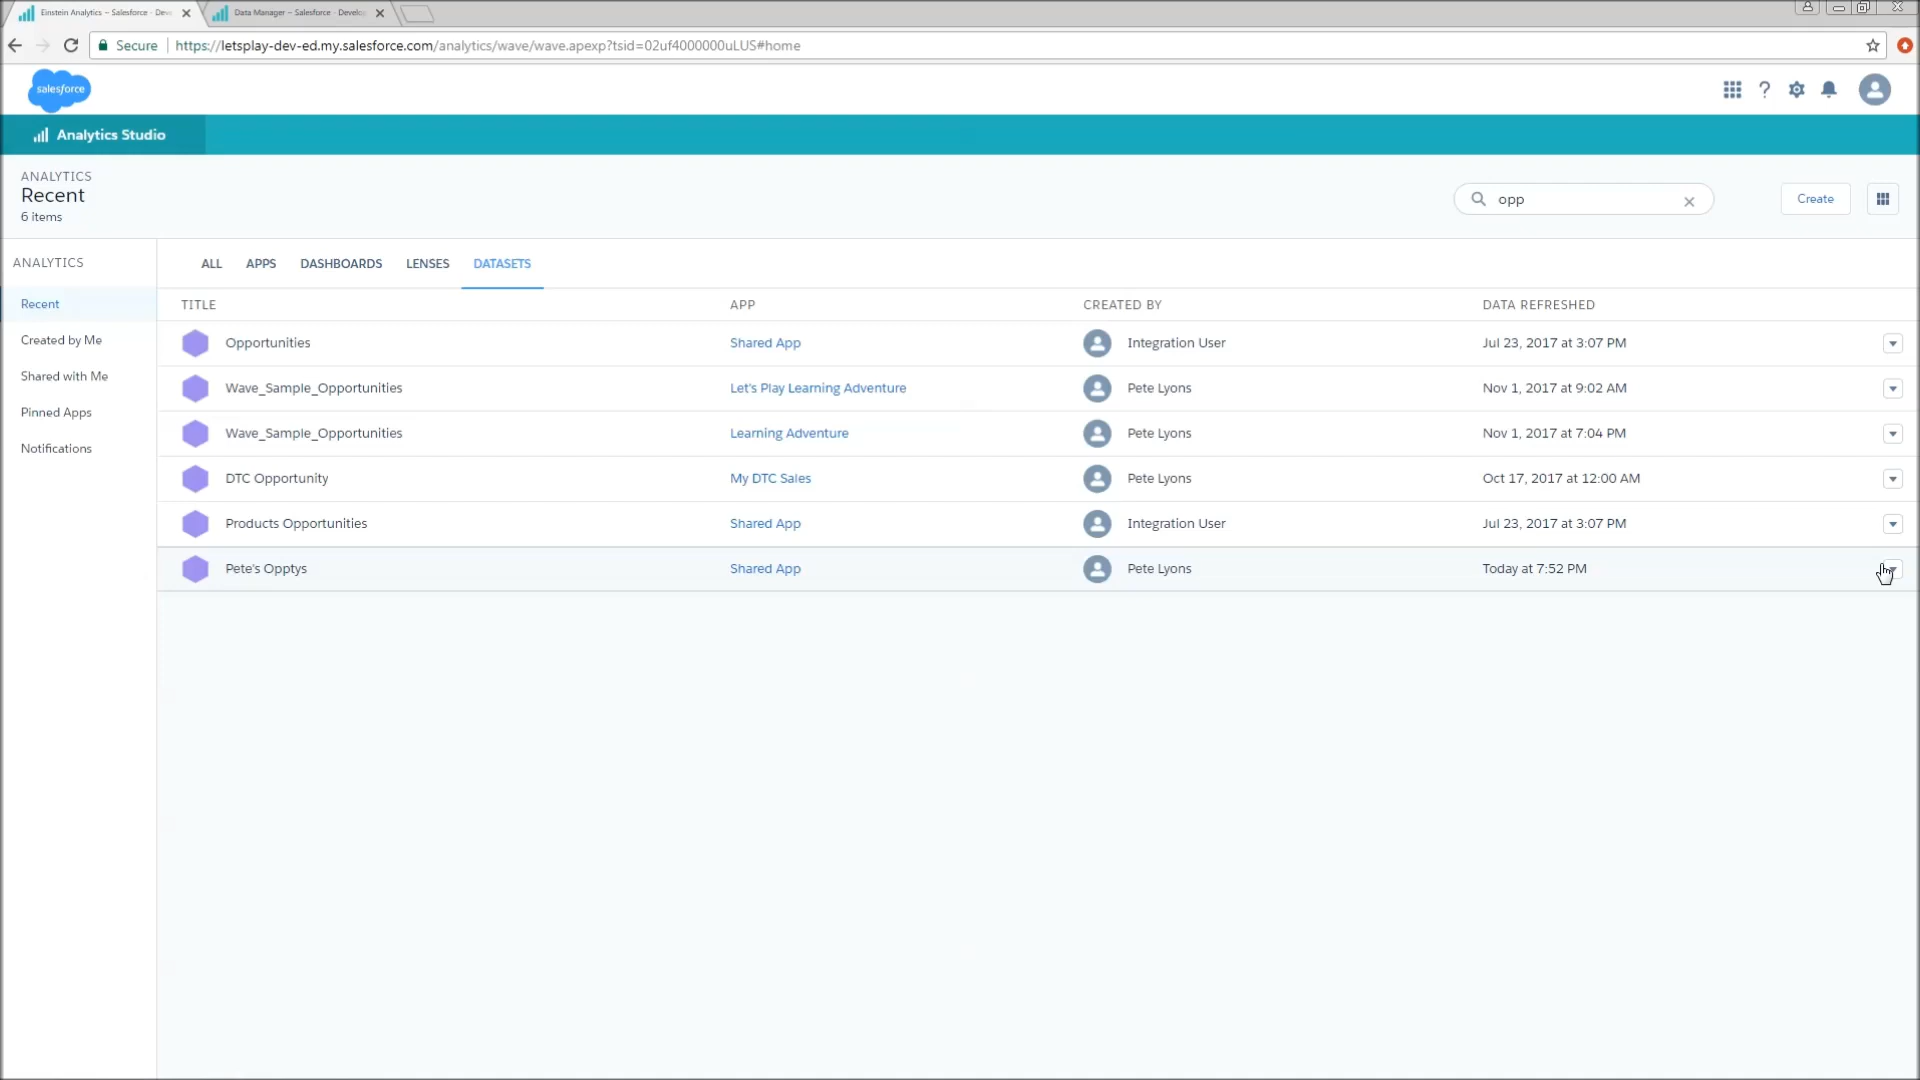 Einstein Analytics – Salesforce - Dev
Data Manager – Salesforce - Develo
Secure
https://letsplay-dev-ed.my.salesforce.com/analytics/wave/wave.apexp?tsid=02uf4000000uLUS#home
salesforce
?
Analytics Studio
ANALYTICS
Recent
6 items
opp
Create
ANALYTICS
Recent
Created by Me
Shared with Me
Pinned Apps
Notifications
ALL APPS DASHBOARDS LENSES DATASETS
TITLE APP CREATED BY DATA REFRESHED
Opportunities Shared App Integration User Jul 23, 2017 at 3:07 PM
Wave_Sample_Opportunities Let's Play Learning Adventure Pete Lyons Nov 1, 2017 at 9:02 AM
Wave_Sample_Opportunities Learning Adventure Pete Lyons Nov 1, 2017 at 7:04 PM
DTC Opportunity My DTC Sales Pete Lyons Oct 17, 2017 at 12:00 AM
Products Opportunities Shared App Integration User Jul 23, 2017 at 3:07 PM
Pete's Opptys Shared App Pete Lyons Today at 7:52 PM